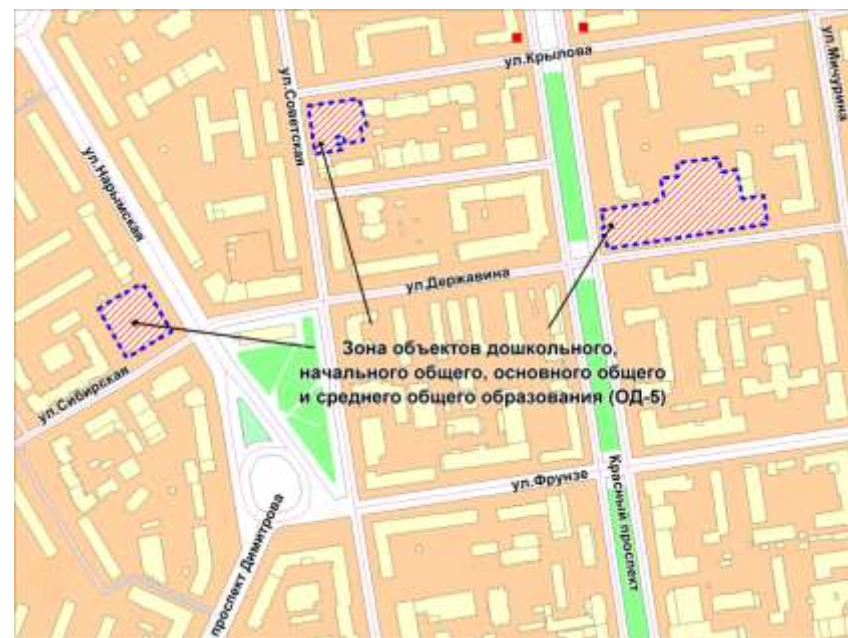 ул.Крылова
ул.Мичурина
ул.Советская
ул.Нарымская
ул.Державина
Зона объектов дошкольного,
начального общего, основного общего
и среднего общего образования (ОД-5)
ул.Сибирская
ул.Фрунзе
Красный проспект
проспект Димитрова